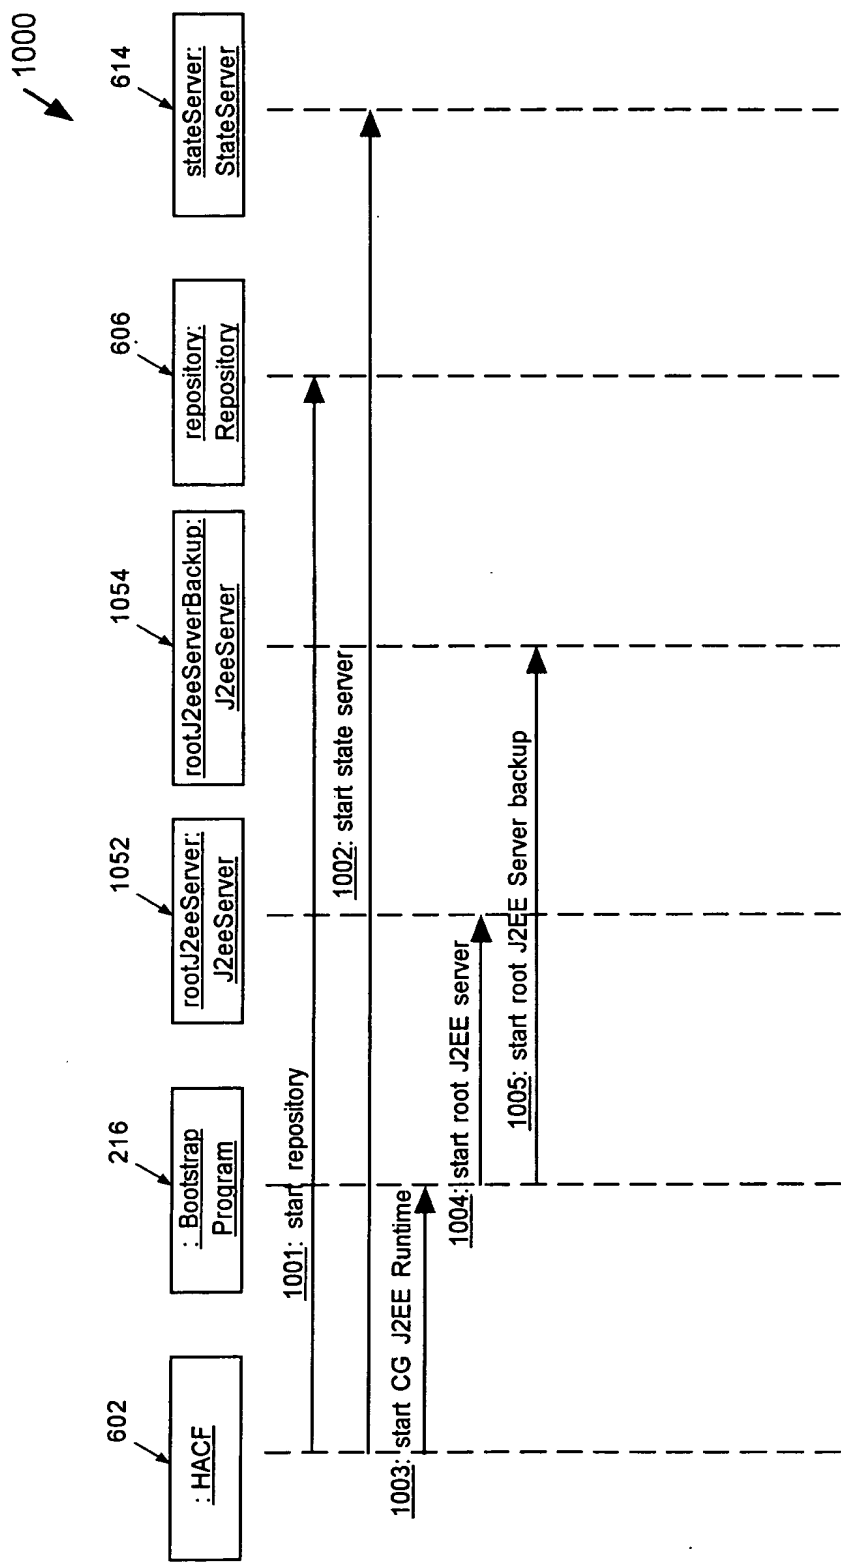 1000
602
216
1052
1054
606
614
: HACF
: Bootstrap
Program
rootJ2eeServer:
J2eeServer
rootJ2eeServerBackup:
J2eeServer
repository:
Repository
stateServer:
StateServer
1001: start repository
1002: start state server
1003: start CG J2EE Runtime
1004: start root J2EE server
1005: start root J2EE Server backup